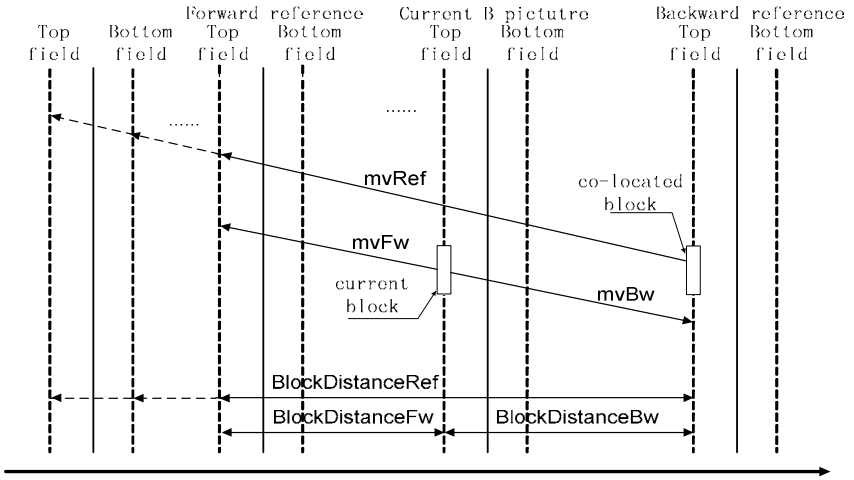 Forward reference Current B pictutre Backward reference
Top Bottom Top Bottom Top Bottom Top Bottom
field field field field field field field field
......
......
mvRef
co-located
block
mvFw
current
block
mvBw
BlockDistanceRef
BlockDistanceFw BlockDistanceBw